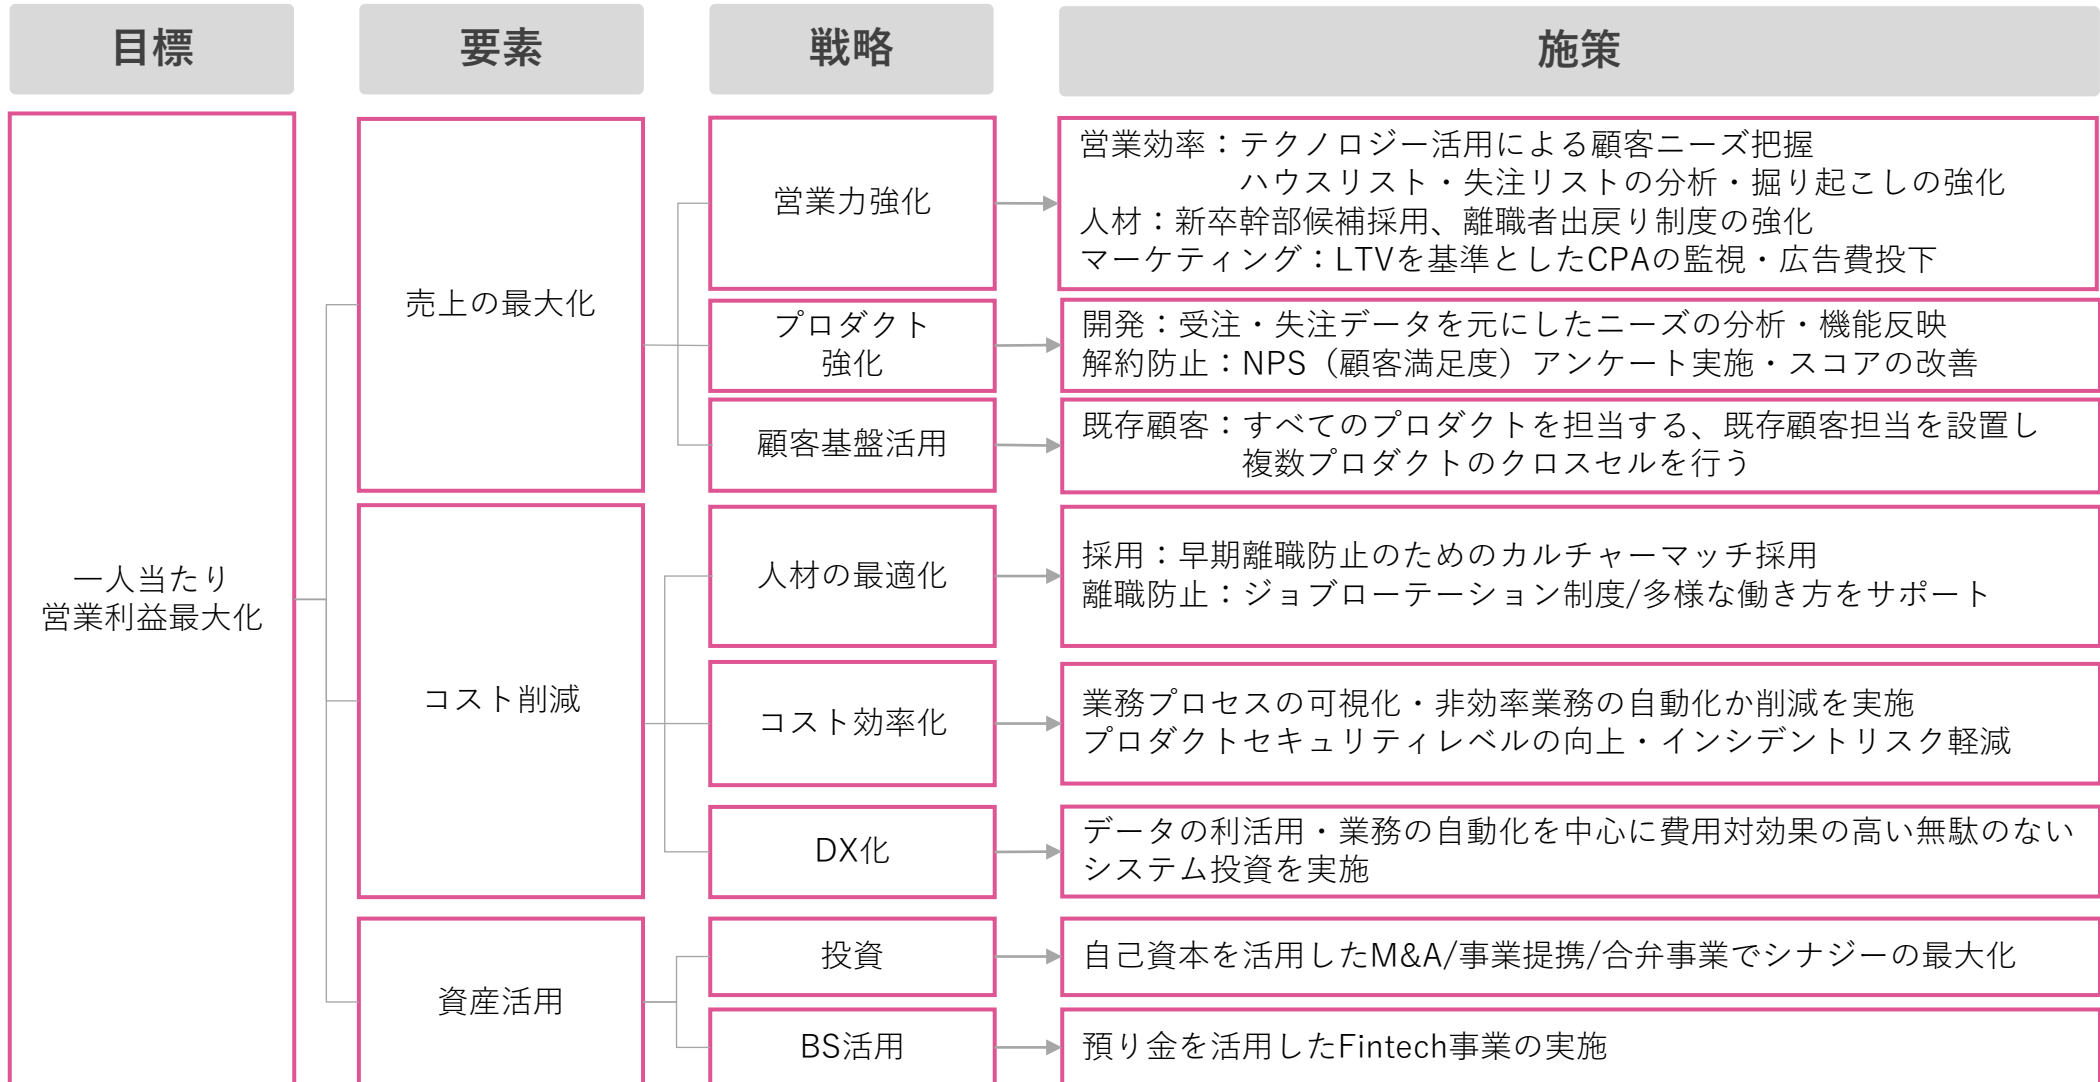 目標
要素
戦略
施策
一人当たり
営業利益最大化
売上の最大化
営業力強化
営業効率：テクノロジー活用による顧客ニーズ把握
ハウスリスト・失注リストの分析・掘り起こしの強化
人材：新卒幹部候補採用、離職者出戻り制度の強化
マーケティング：LTVを基準としたCPAの監視・広告費投下
プロダクト
強化
開発：受注・失注データを元にしたニーズの分析・機能反映
解約防止：NPS（顧客満足度）アンケート実施・スコアの改善
顧客基盤活用
既存顧客：すべてのプロダクトを担当する、既存顧客担当を設置し
複数プロダクトのクロスセルを行う
コスト削減
人材の最適化
採用：早期離職防止のためのカルチャーマッチ採用
離職防止：ジョブローテーション制度/多様な働き方をサポート
コスト効率化
業務プロセスの可視化・非効率業務の自動化か削減を実施
プロダクトセキュリティレベルの向上・インシデントリスク軽減
DX化
データの利活用・業務の自動化を中心に費用対効果の高い無駄のない
システム投資を実施
資産活用
投資
自己資本を活用したM&A/事業提携/合弁事業でシナジーの最大化
BS活用
預り金を活用したFintech事業の実施